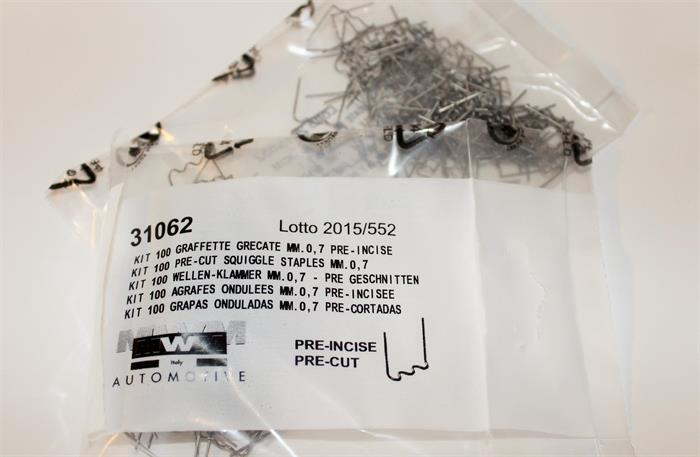 31062
Lotto 2015/552
KIT 100 GRAFFETTE GRECATE MM.0,7 PRE-INCISE
KIT 100 PRE-CUT SQUIGGLE STAPLES MM.0,7
KIT 100 WELLEN-KLAMMER MM.0,7 - PRE GESCHNITTEN
KIT 100 AGRAFES ONDULEES MM.0,7 PRE-INCISEE
KIT 100 GRAPAS ONDULADAS MM.0,7 PRE-CORTADAS
W
Italy
AUTOMOTIVE
PRE-INCISE
PRE-CUT